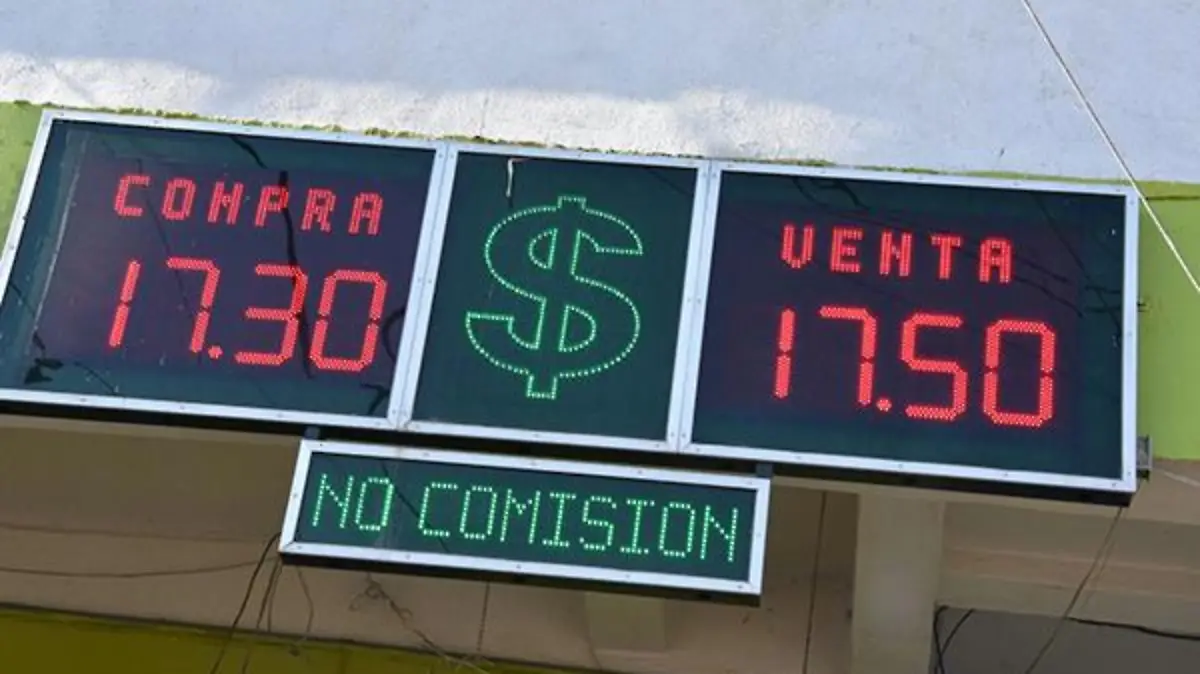 COMPRA
17.30
$
VENTA
17.50
NO COMISION